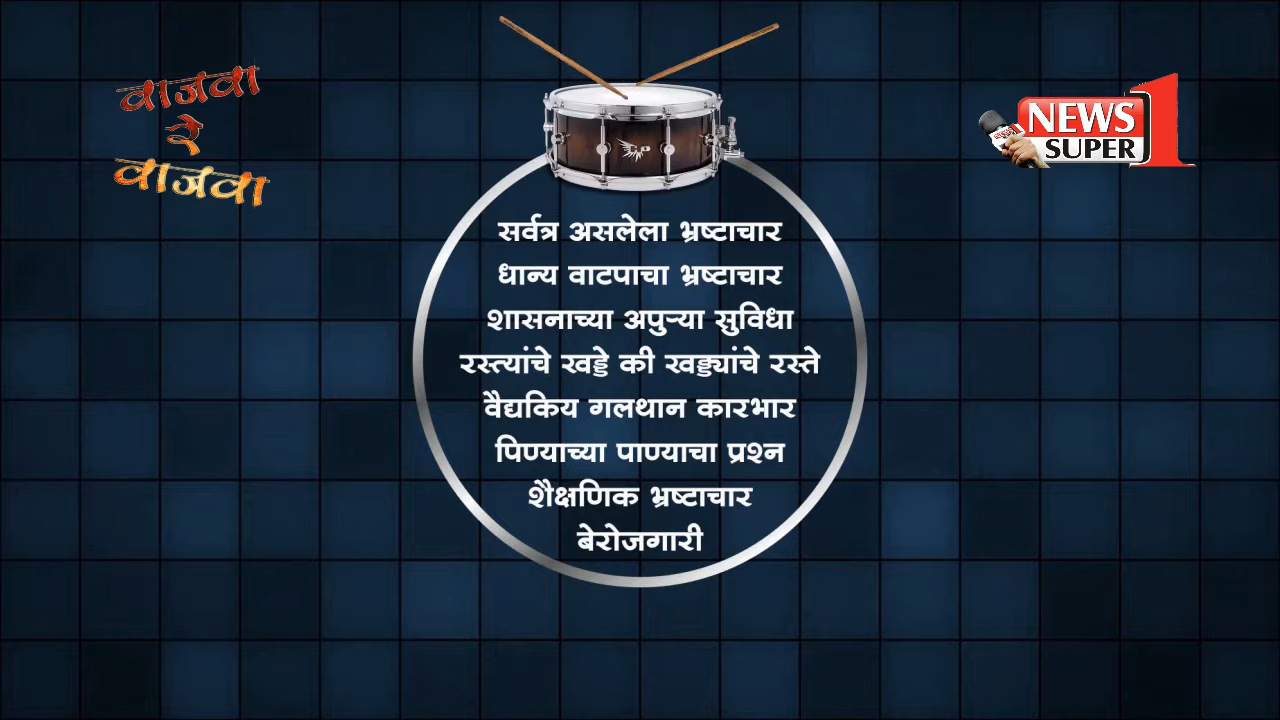 वाजवा
रे
वाजवा
NEWS
SUPER
1
सर्वत्र असलेला भ्रष्टाचार
धान्य वाटपाचा भ्रष्टाचार
शासनाच्या अपुऱ्या सुविधा
रस्त्यांचे खड्डे की खड्ड्यांचे रस्ते
वैद्यकिय गलथान कारभार
पिण्याच्या पाण्याचा प्रश्न
शैक्षणिक भ्रष्टाचार
बेरोजगारी